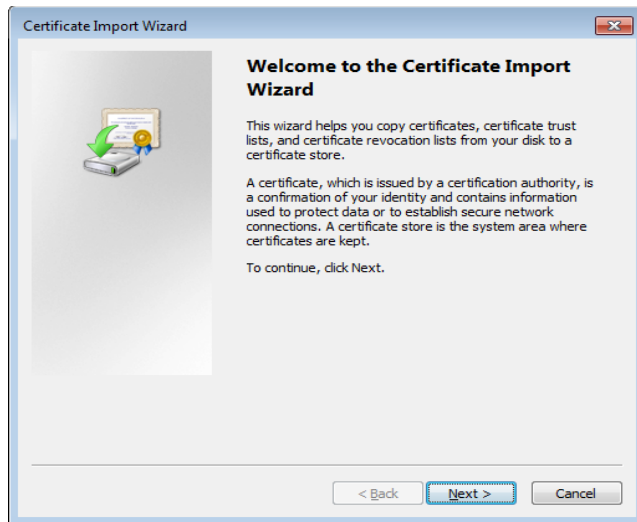 Certificate Import Wizard
Welcome to the Certificate Import
Wizard
This wizard helps you copy certificates, certificate trust
lists, and certificate revocation lists from your disk to a
certificate store.
A certificate, which is issued by a certification authority, is
a confirmation of your identity and contains information
used to protect data or to establish secure network
connections. A certificate store is the system area where
certificates are kept.
To continue, click Next.
< Back
Next >
Cancel